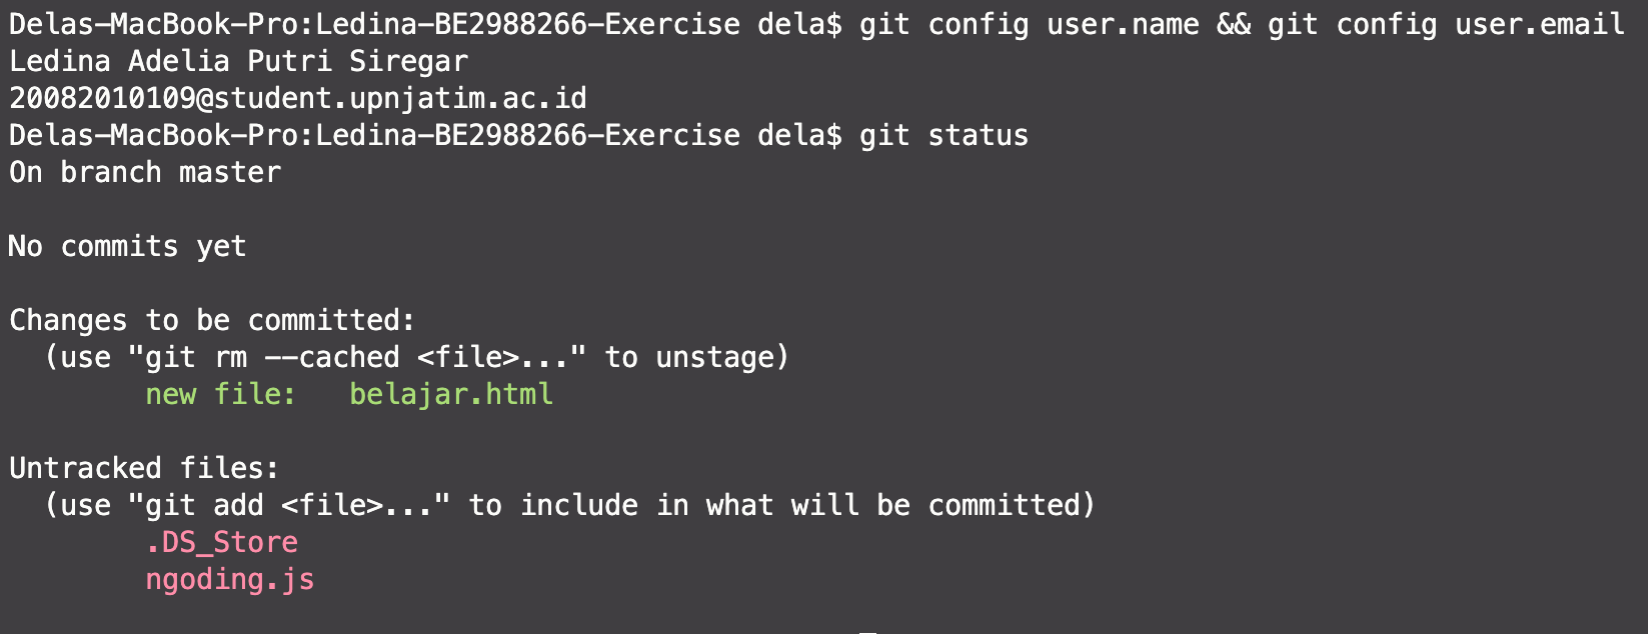 Delas-MacBook-Pro:Ledina-BE2988266-Exercise dela$ git config user.name && git config user.email
Ledina Adelia Putri Siregar
20082010109@student.upnjatim.ac.id
Delas-MacBook-Pro:Ledina-BE2988266-Exercise dela$ git status
On branch master
No commits yet
Changes to be committed:
(use "git rm --cached <file>..." to unstage)
new file: belajar.html
Untracked files:
(use "git add <file>..." to include in what will be committed)
.DS_Store
ngoding.js